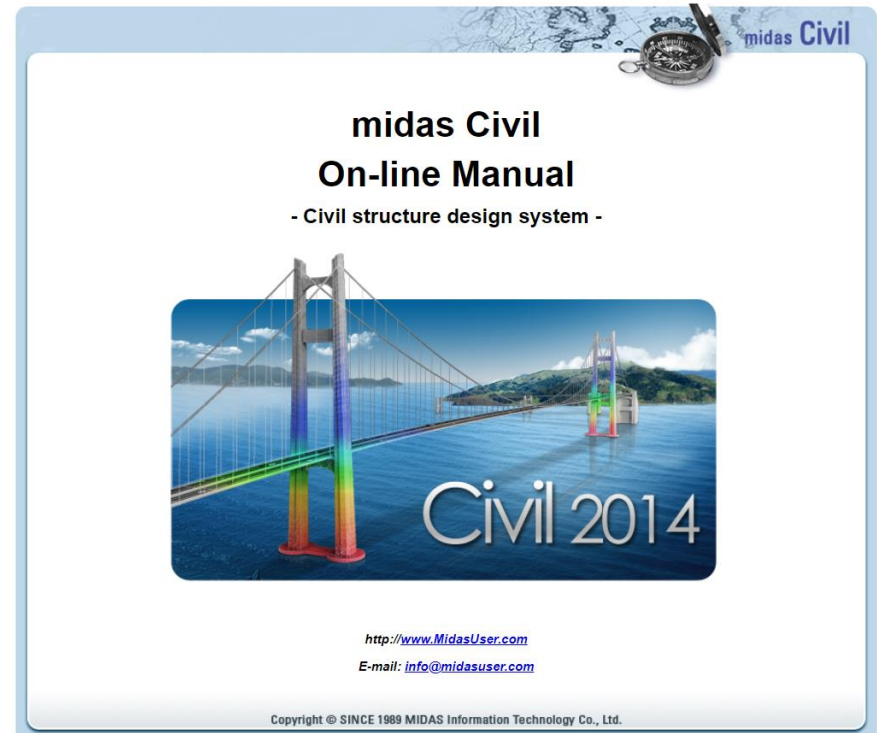 midas Civil
midas Civil
On-line Manual
- Civil structure design system -
Civil 2014
http://www.MidasUser.com
E-mail: info@midasuser.com
Copyright © SINCE 1989 MIDAS Information Technology Co., Ltd.